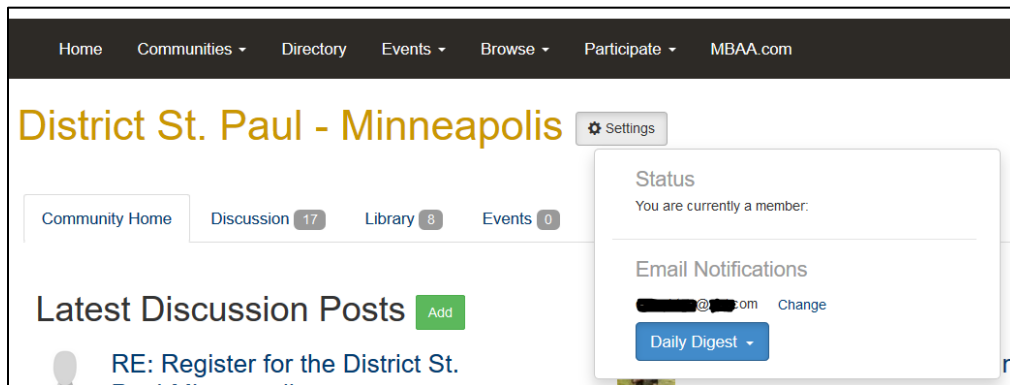 Home Communities Directory Events Browse Participate MBAA.com
District St. Paul - Minneapolis Settings
Status
You are currently a member:
Community Home Discussion 17 Library 8 Events 0
Email Notifications
@ com Change
Latest Discussion Posts Add
Daily Digest
RE: Register for the District St.